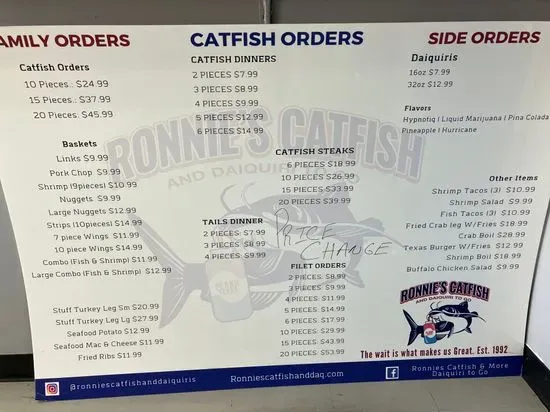 AMILY ORDERS
Catfish Orders
10 Pieces.: $24.99
15 Pieces.: $37.99
20 Pieces.: $45.99
Baskets
Links $9.99
Pork Chop $9.99
Shrimp (9pieces) $10.99
Nuggets $9.99
Large Nuggets $12.99
Strips (10pieces) $14.99
7 piece Wings $11.99
10 piece Wings $14.99
Combo (Fish & Shrimp) $11.99
Large Combo (Fish & Shrimp) $12.99
Stuff Turkey Leg Sm $20.99
Stuff Turkey Leg Lg $27.99
Seafood Potato $12.99
Seafood Mac & Cheese $11.99
Fried Ribs $11.99
CATFISH ORDERS
CATFISH DINNERS
2 PIECES $7.99
3 PIECES $8.99
4 PIECES $9.99
5 PIECES $12.99
6 PIECES $14.99
RONNIE'S CATFISH
AND DAIQUIRI
CATFISH STEAKS
6 PIECES $18.99
10 PIECES $26.99
15 PIECES $33.99
20 PIECES $39.99
TAILS DINNER
2 PIECES $7.99
3 PIECES $8.99
4 PIECES $9.99
PRICE
CHANGE
FILET ORDERS
2 PIECES $8.99
3 PIECES $9.99
4 PIECES $11.99
5 PIECES $14.99
6 PIECES $17.99
10 PIECES $29.99
15 PIECES $43.99
20 PIECES $53.99
SIDE ORDERS
Daiquiris
16oz $7.99
32oz $12.99
Flavors
Hypnotiq | Liquid Marijuana | Pina Colada
Pineapple | Hurricane
Other Items
Shrimp Tacos (3) $10.99
Shrimp Salad $9.99
Fish Tacos (3) $10.99
Fried Crab leg W/Fries $18.99
Crab Boil $28.99
Texas Burger W/Fries $12.99
Shrimp Boil $18.99
Buffalo Chicken Salad $9.99
RONNIE'S CATFISH
AND DAIQUIRI TO GO
The wait is what makes us Great. Est. 1992
@ronniescatfishanddaiquiris
Ronniescatfishanddaq.com
Ronnies Catfish & More
Daiquiri to Go